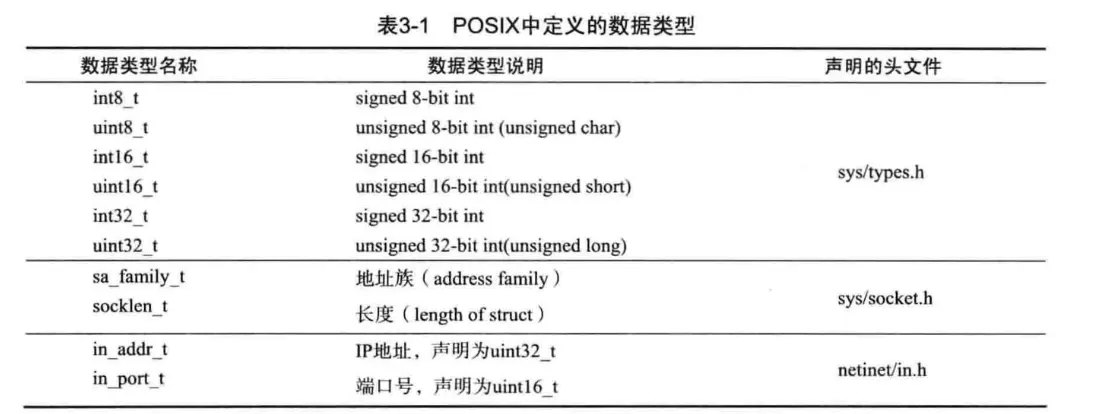 表3-1 POSIX中定义的数据类型
数据类型名称 数据类型说明 声明的头文件
int8_t signed 8-bit int
uint8_t unsigned 8-bit int (unsigned char)
int16_t signed 16-bit int
sys/types.h
uint16_t unsigned 16-bit int(unsigned short)
int32_t signed 32-bit int
uint32_t unsigned 32-bit int(unsigned long)
sa_family_t 地址族（address family）
sys/socket.h
socklen_t 长度（length of struct）
in_addr_t IP地址，声明为uint32_t
netinet/in.h
in_port_t 端口号，声明为uint16_t